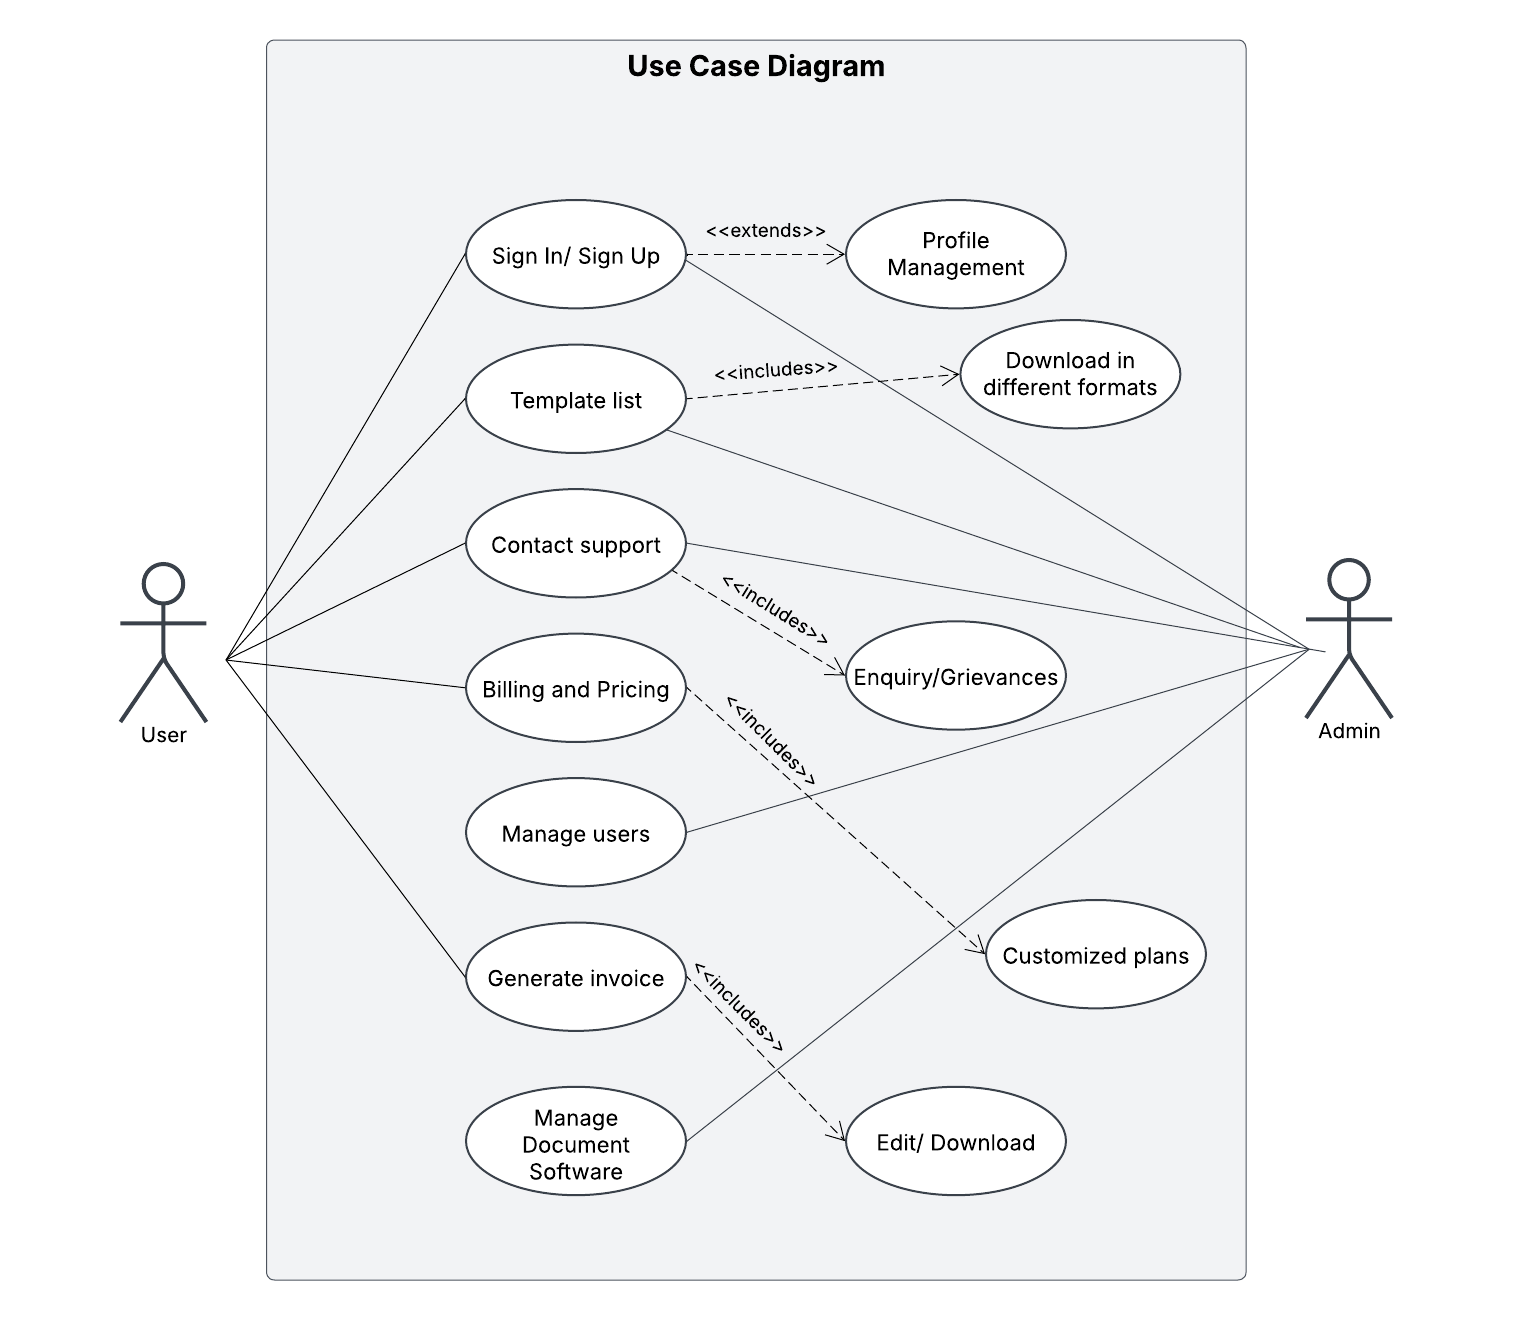 Use Case Diagram
Sign In/ Sign Up
<<extends>>
Profile
Management
Template list
<<includes>>
Download in
different formats
Contact support
<<includes>>
Enquiry/Grievances
Billing and Pricing
<<includes>>
User
Admin
Manage users
Customized plans
Generate invoice
<<includes>>
Manage
Document
Software
Edit/ Download